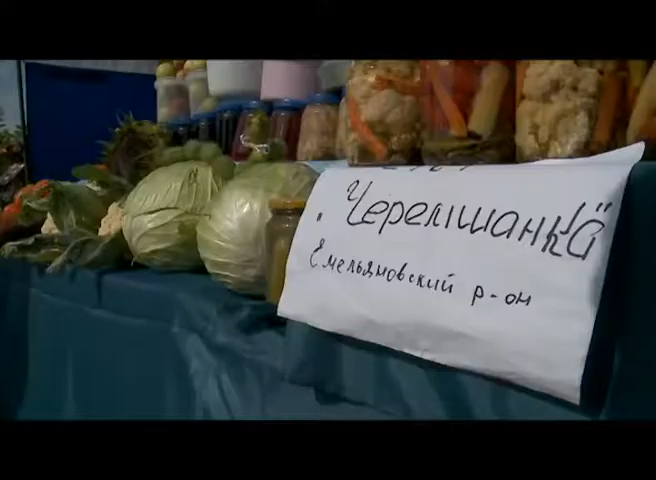 "Черемшанка"
Емельяновский р-он